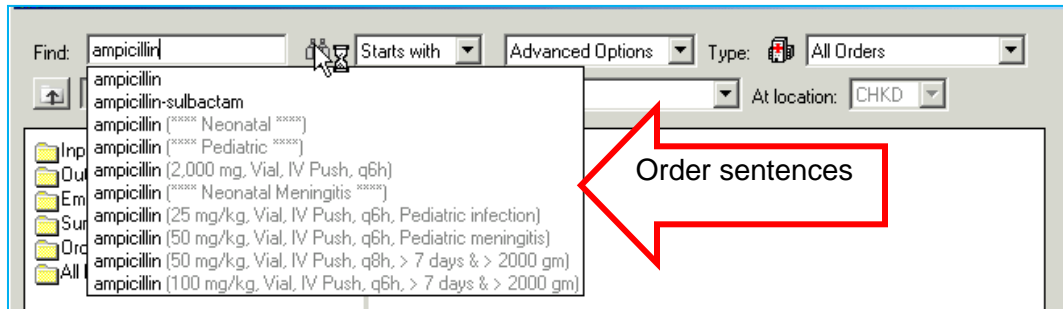 Find: ampicillin Starts with Advanced Options Type: All Orders
ampicillin
ampicillin-sulbactam
At location: CHKD
ampicillin (**** Neonatal ****)
ampicillin (**** Pediatric ****)
ampicillin (2,000 mg, Vial, IV Push, q6h)
ampicillin (**** Neonatal Meningitis ****)
ampicillin (25 mg/kg, Vial, IV Push, q6h, Pediatric infection)
ampicillin (50 mg/kg, Vial, IV Push, q6h, Pediatric meningitis)
ampicillin (50 mg/kg, Vial, IV Push, q8h, > 7 days & > 2000 gm)
ampicillin (100 mg/kg, Vial, IV Push, q6h, > 7 days & > 2000 gm)
Inp
Em
Sur
All
Order sentences